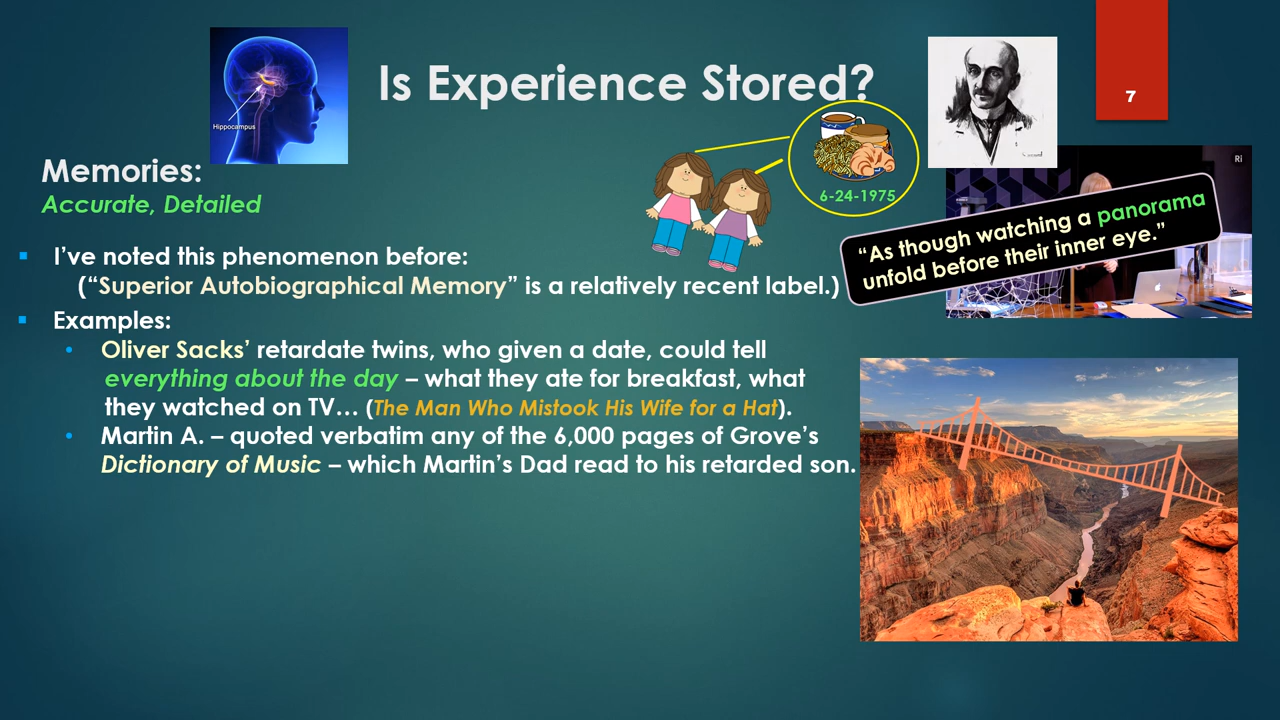 Is Experience Stored?
7
Hippocampus
Memories:
Accurate, Detailed
6-24-1975
Ri
“As though watching a panorama
unfold before their inner eye.”
I’ve noted this phenomenon before:
(“Superior Autobiographical Memory” is a relatively recent label.)
Examples:
Oliver Sacks’ retardate twins, who given a date, could tell
everything about the day – what they ate for breakfast, what
they watched on TV… (The Man Who Mistook His Wife for a Hat).
Martin A. – quoted verbatim any of the 6,000 pages of Grove’s
Dictionary of Music – which Martin’s Dad read to his retarded son.